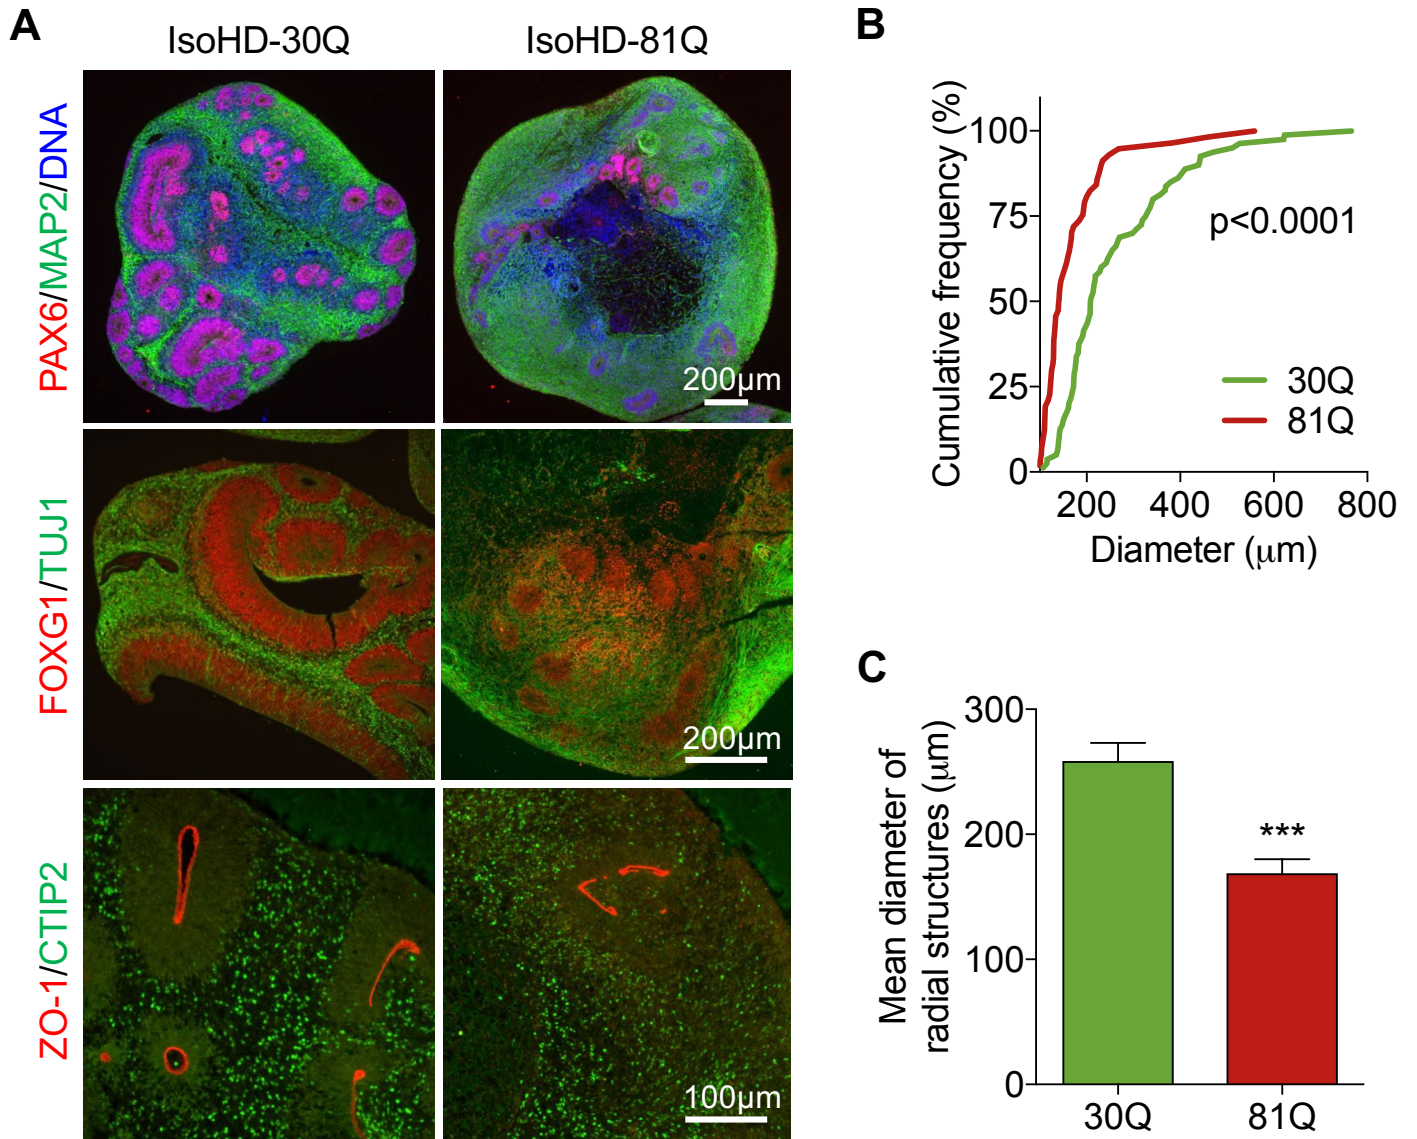 A
IsoHD-30Q
IsoHD-81Q
PAX6/MAP2/DNA
200μm
FOXG1/TUJ1
200μm
ZO-1/CTIP2
100μm
B
Cumulative frequency (%)
100
75
50
25
0
p<0.0001
30Q
81Q
200 400 600 800
Diameter (μm)
C
Mean diameter of
radial structures (μm)
300
200
100
0
***
30Q 81Q